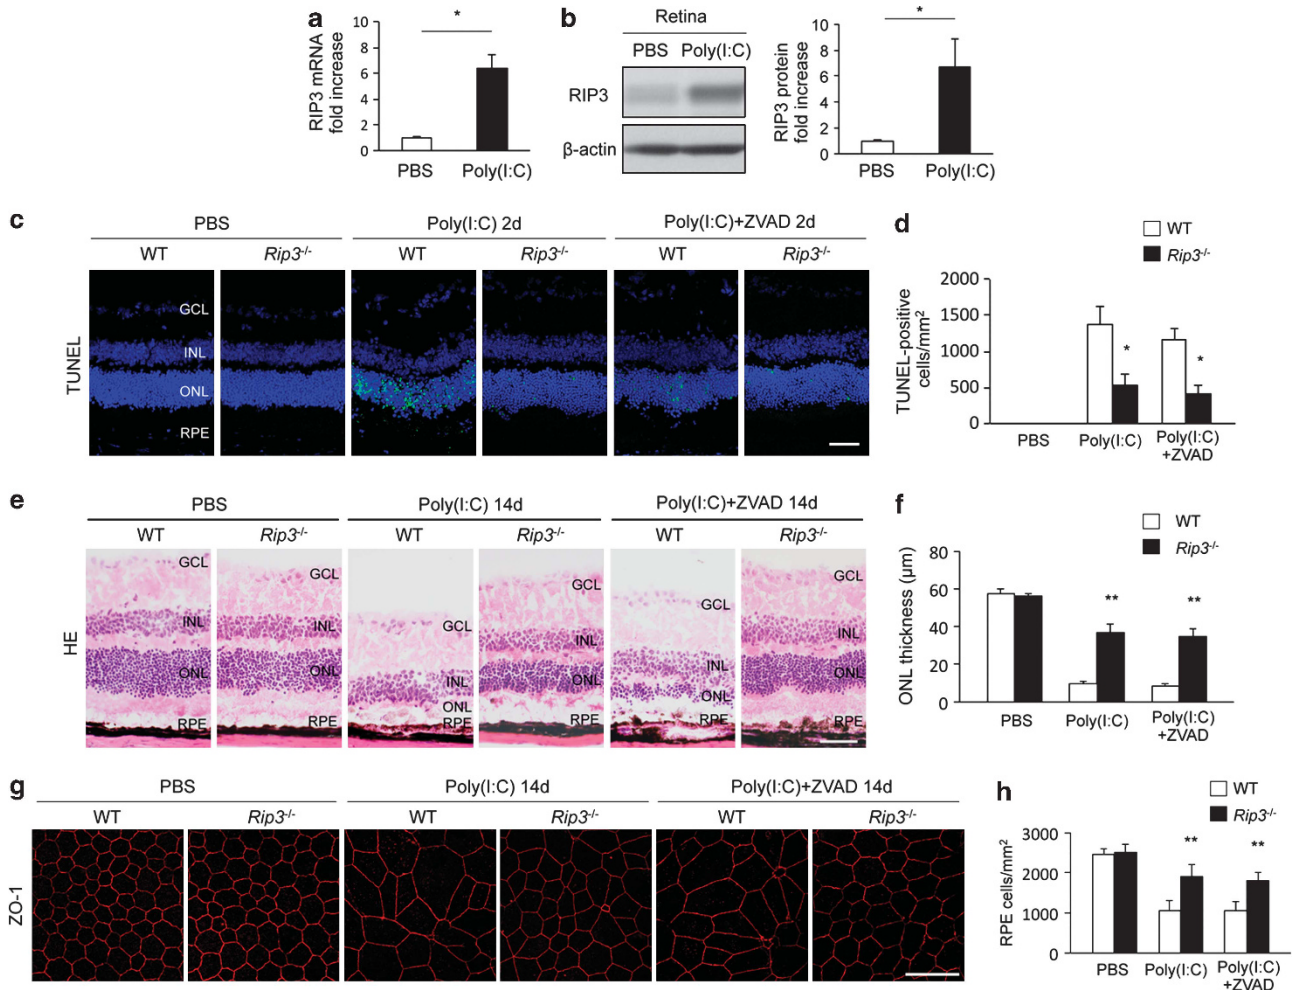 a
RIP3 mRNA
fold increase
10
8
6
4
2
0
*
PBS
Poly(I:C)
b
Retina
PBS Poly(I:C)
RIP3
β-actin
RIP3 protein
fold increase
10
8
6
4
2
0
*
PBS
Poly(I:C)
c
PBS
Poly(I:C) 2d
Poly(I:C)+ZVAD 2d
WT
Rip3-/-
WT
Rip3-/-
WT
Rip3-/-
TUNEL
GCL
INL
ONL
RPE
d
WT
Rip3-/-
TUNEL-positive
cells/mm2
2000
1500
1000
500
0
*
*
PBS
Poly(I:C)
Poly(I:C)
+ZVAD
e
PBS
Poly(I:C) 14d
Poly(I:C)+ZVAD 14d
WT
Rip3-/-
WT
Rip3-/-
WT
Rip3-/-
HE
GCL
INL
ONL
RPE
GCL
INL
ONL
RPE
GCL
INL
ONL
RPE
GCL
INL
ONL
RPE
GCL
INL
ONL
RPE
GCL
INL
ONL
RPE
f
WT
Rip3-/-
ONL thickness (µm)
80
60
40
20
0
**
**
PBS
Poly(I:C)
Poly(I:C)
+ZVAD
g
PBS
Poly(I:C) 14d
Poly(I:C)+ZVAD 14d
WT
Rip3-/-
WT
Rip3-/-
WT
Rip3-/-
ZO-1
h
WT
Rip3-/-
RPE cells/mm2
3000
2000
1000
0
**
**
PBS
Poly(I:C)
Poly(I:C)
+ZVAD